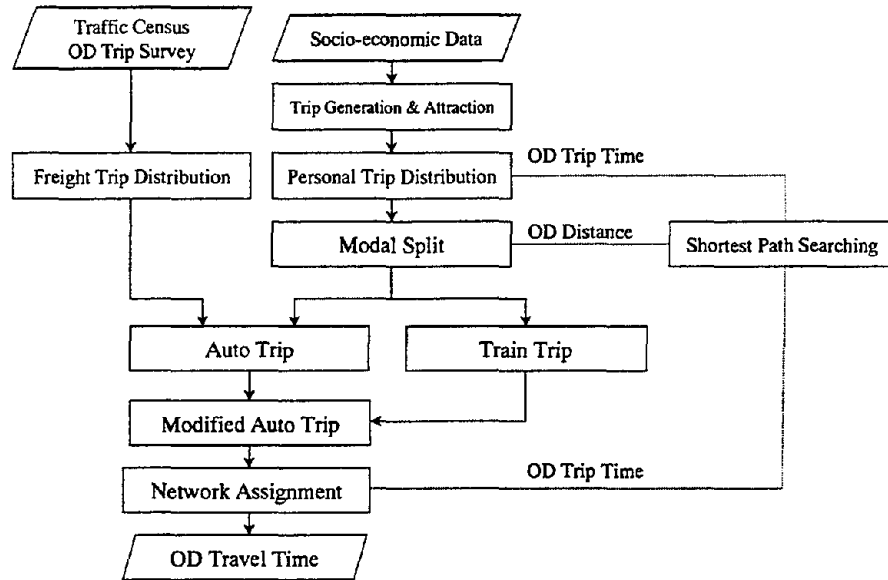 Traffic Census
OD Trip Survey
Socio-economic Data
Trip Generation & Attraction
OD Trip Time
Freight Trip Distribution
Personal Trip Distribution
OD Distance
Modal Split
Shortest Path Searching
Auto Trip
Train Trip
Modified Auto Trip
OD Trip Time
Network Assignment
OD Travel Time